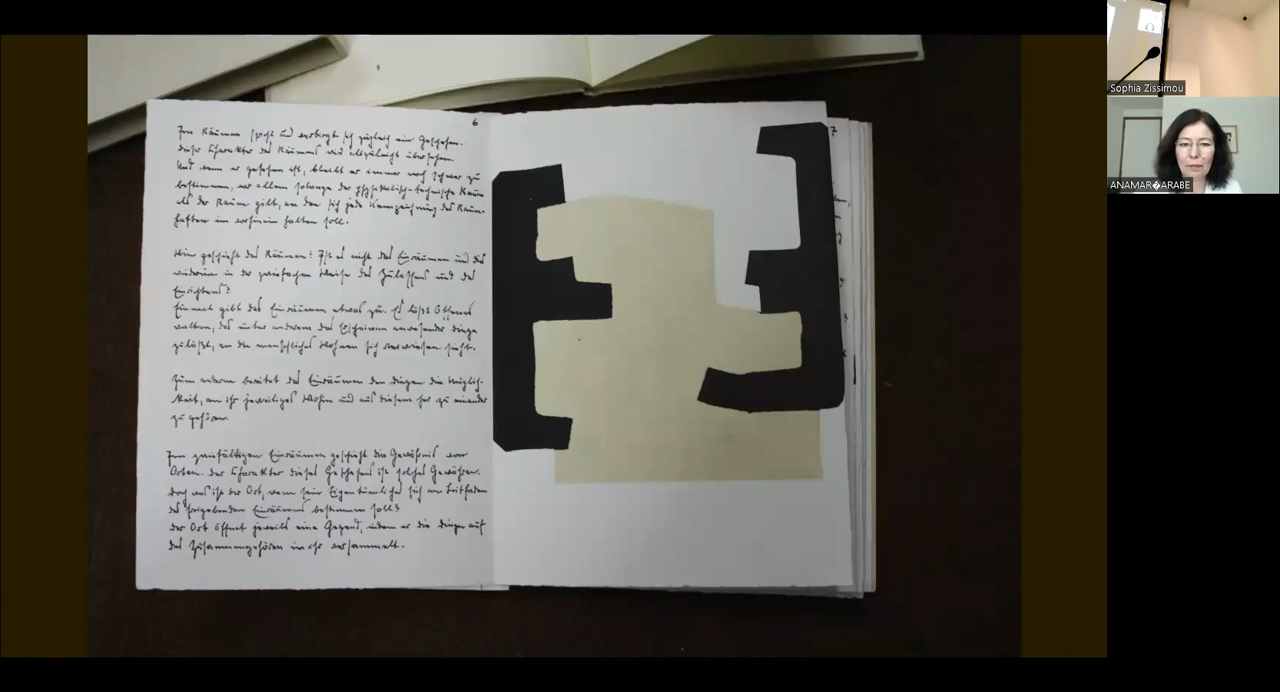 6
Im Räumen spricht und verbirgt sich zugleich ein Geschehen.
Dieser Charakter des Räumens wird allzuleicht übersehen.
Und wenn er gesehen ist, bleibt er immer noch schwer zu
bestimmen, vor allem solange der physikalisch-technische Raum
als der Raum gilt, an den sich jede Kennzeichnung des Raum-
haften im vorhinein halten soll.
Wie geschieht das Räumen? Ist es nicht das Einräumen und dies
wiederum in der zwiefachen Weise des Zulassens und des
Einrichtens?
Einmal gibt das Einräumen etwas zu. Es läßt Offenes
walten, das unter anderem das Erscheinen anwesender Dinge
zuläßt, an die menschliches Wohnen sich verwiesen sieht.
Zum anderen bereitet das Einräumen den Dingen die Möglich-
keit, an ihr jeweiliges Wohin und aus diesem her zu einander
zu gehören.
Im zwiefältigen Einräumen geschieht die Gewährnis von
Orten. Der Charakter dieses Geschehens ist solches Gewähren.
Doch was ist der Ort, wenn sein Eigentümliches sich am Leitfaden
des freigebenden Einräumens bestimmen soll?
Der Ort öffnet jeweils eine Gegend, indem er die Dinge auf
das Zusammengehören in ihr versammelt.
7
Sophia Zissimou
ANAMAR�ARABE